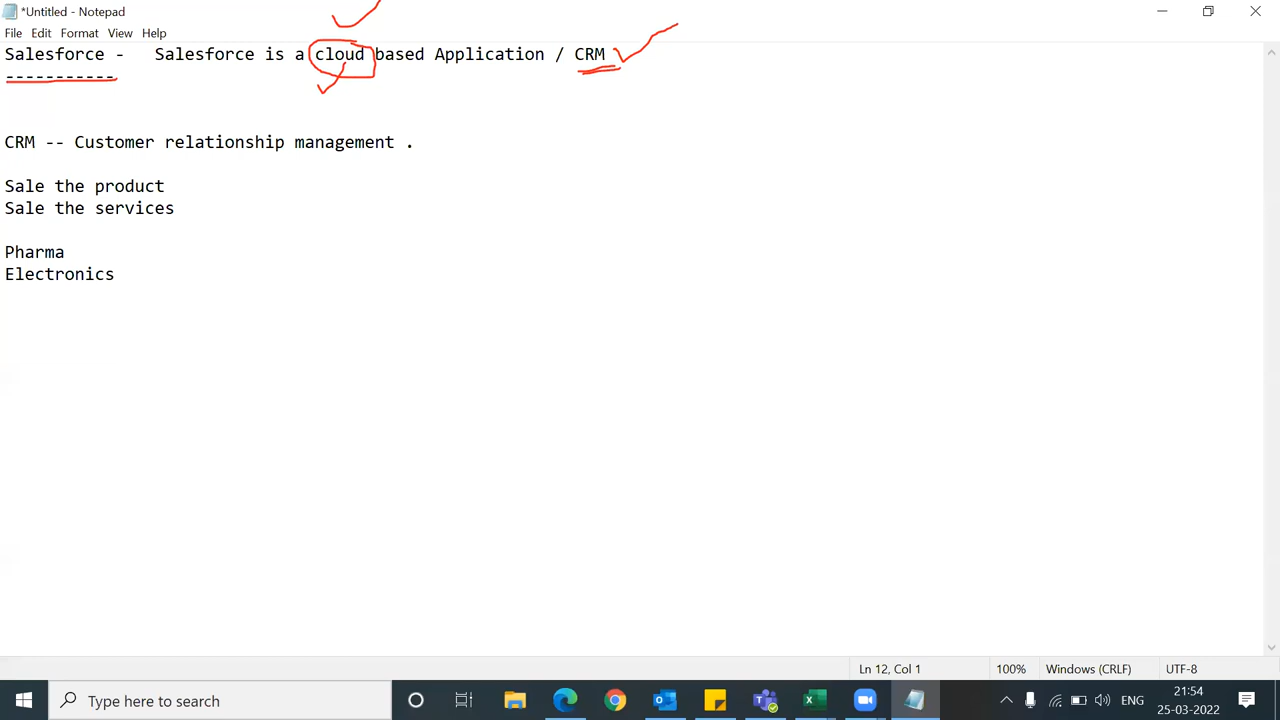 *Untitled - Notepad
File Edit Format View Help
Salesforce - Salesforce is a cloud based Application / CRM
-----------
CRM -- Customer relationship management .
Sale the product
Sale the services
Pharma
Electronics
Ln 12, Col 1 100% Windows (CRLF) UTF-8
Type here to search
ENG
21:54
25-03-2022